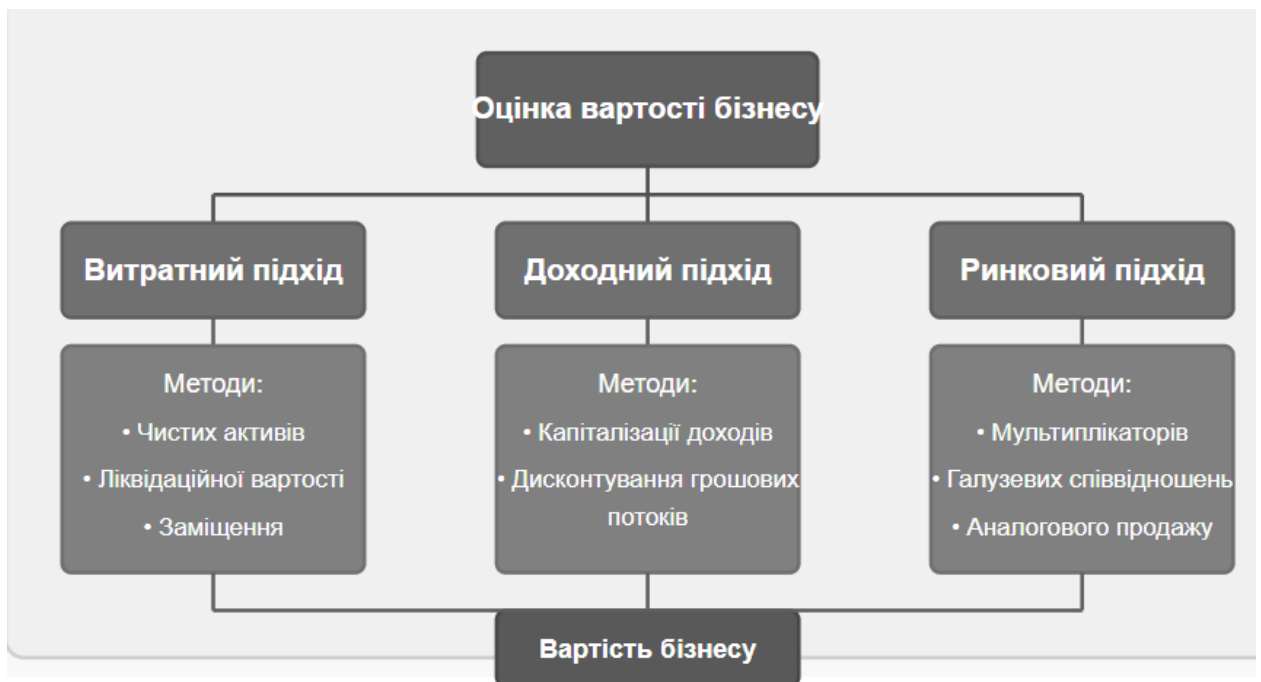 Оцінка вартості бізнесу
Витратний підхід
Доходний підхід
Ринковий підхід
Методи:
• Чистих активів
• Ліквідаційної вартості
• Заміщення
Методи:
• Капіталізації доходів
• Дисконтування грошових
потоків
Методи:
• Мультиплікаторів
• Галузевих співвідношень
• Аналогового продажу
Вартість бізнесу